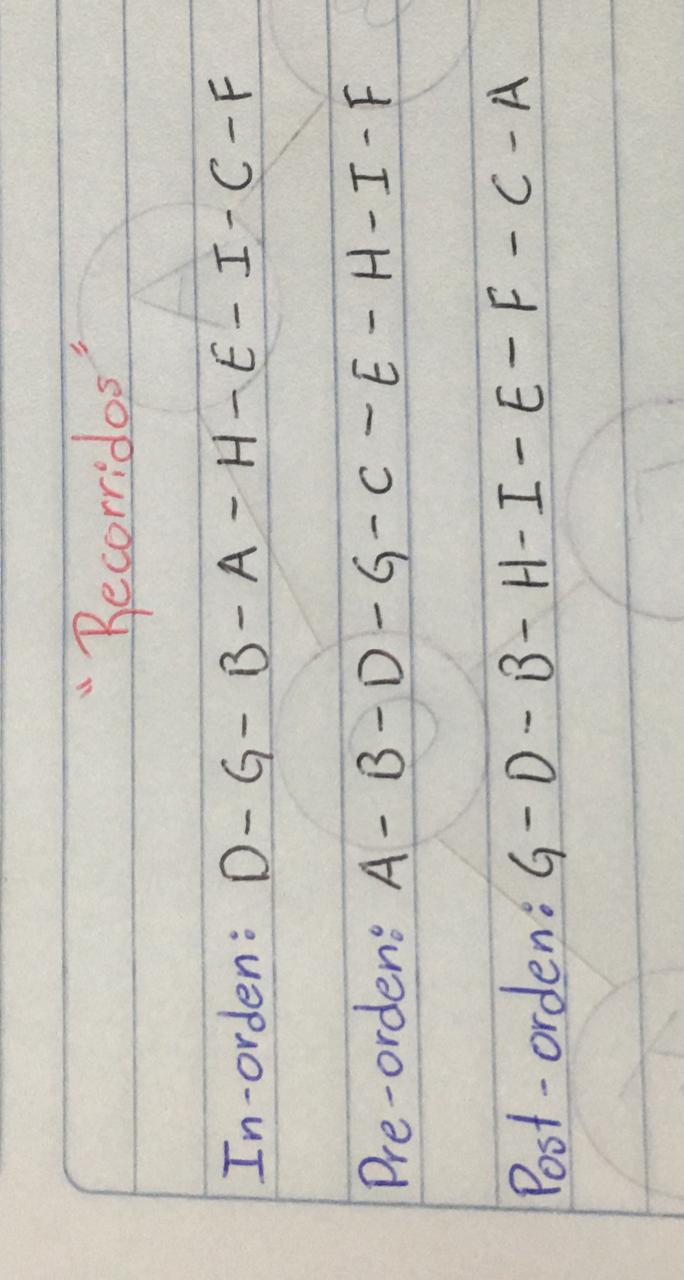 "Recorridos"
In-orden: D-G-B-A-H-E-I-C-F
Pre-orden: A-B-D-G-C-E-H-I-F
Post-orden: G-D-B-H-I-E-F-C-A